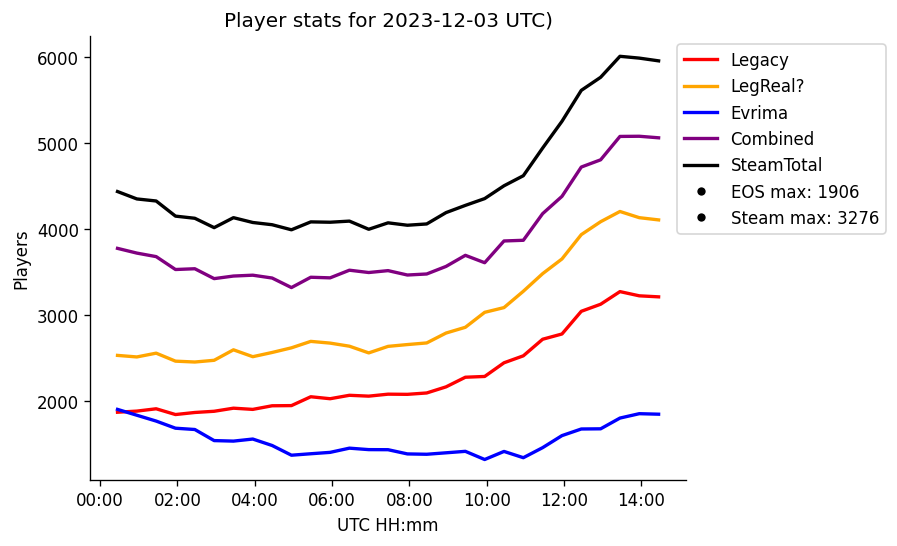 Player stats for 2023-12-03 UTC)
6000
5000
4000
3000
2000
Players
00:00 02:00 04:00 06:00 08:00 10:00 12:00 14:00
UTC HH:mm
Legacy
LegReal?
Evrima
Combined
SteamTotal
EOS max: 1906
Steam max: 3276